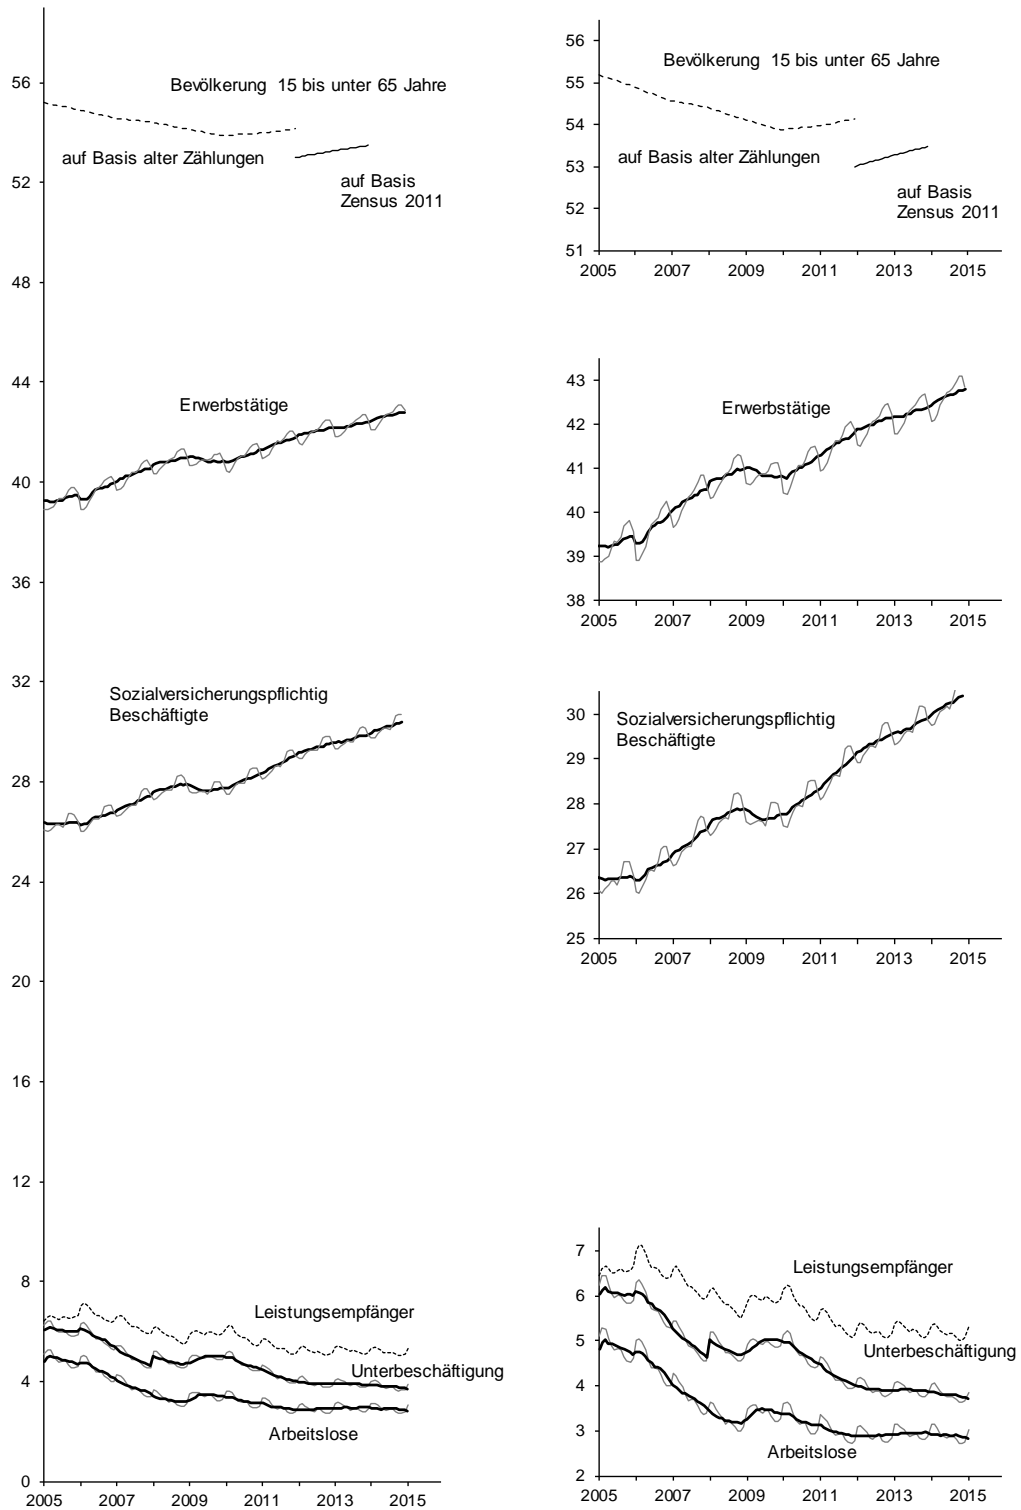 Bevölkerung 15 bis unter 65 Jahre
auf Basis alter Zählungen
auf Basis
Zensus 2011
Erwerbstätige
Sozialversicherungspflichtig
Beschäftigte
Leistungsempfänger
Unterbeschäftigung
Arbeitslose
56
52
48
44
40
36
32
28
24
20
16
12
8
4
0
2005 2007 2009 2011 2013 2015
56
55
54
53
52
51
Bevölkerung 15 bis unter 65 Jahre
auf Basis alter Zählungen
auf Basis
Zensus 2011
2005 2007 2009 2011 2013 2015
43
42
41
40
39
38
Erwerbstätige
2005 2007 2009 2011 2013 2015
30
29
28
27
26
25
Sozialversicherungspflichtig
Beschäftigte
2005 2007 2009 2011 2013 2015
7
6
5
4
3
2
Leistungsempfänger
Unterbeschäftigung
Arbeitslose
2005 2007 2009 2011 2013 2015